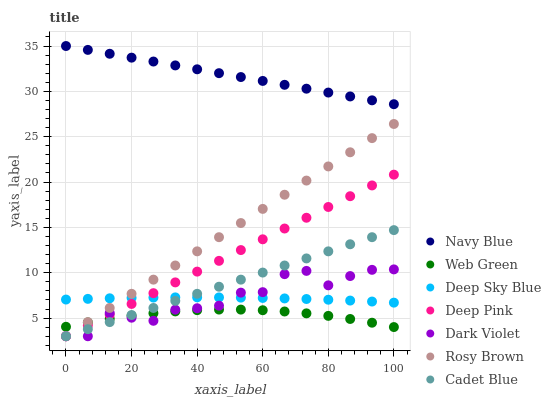 title
yaxis_label
35
30
25
20
15
10
5
0 20 40 60 80 100
xaxis_label
Navy Blue
Web Green
Deep Sky Blue
Deep Pink
Dark Violet
Rosy Brown
Cadet Blue